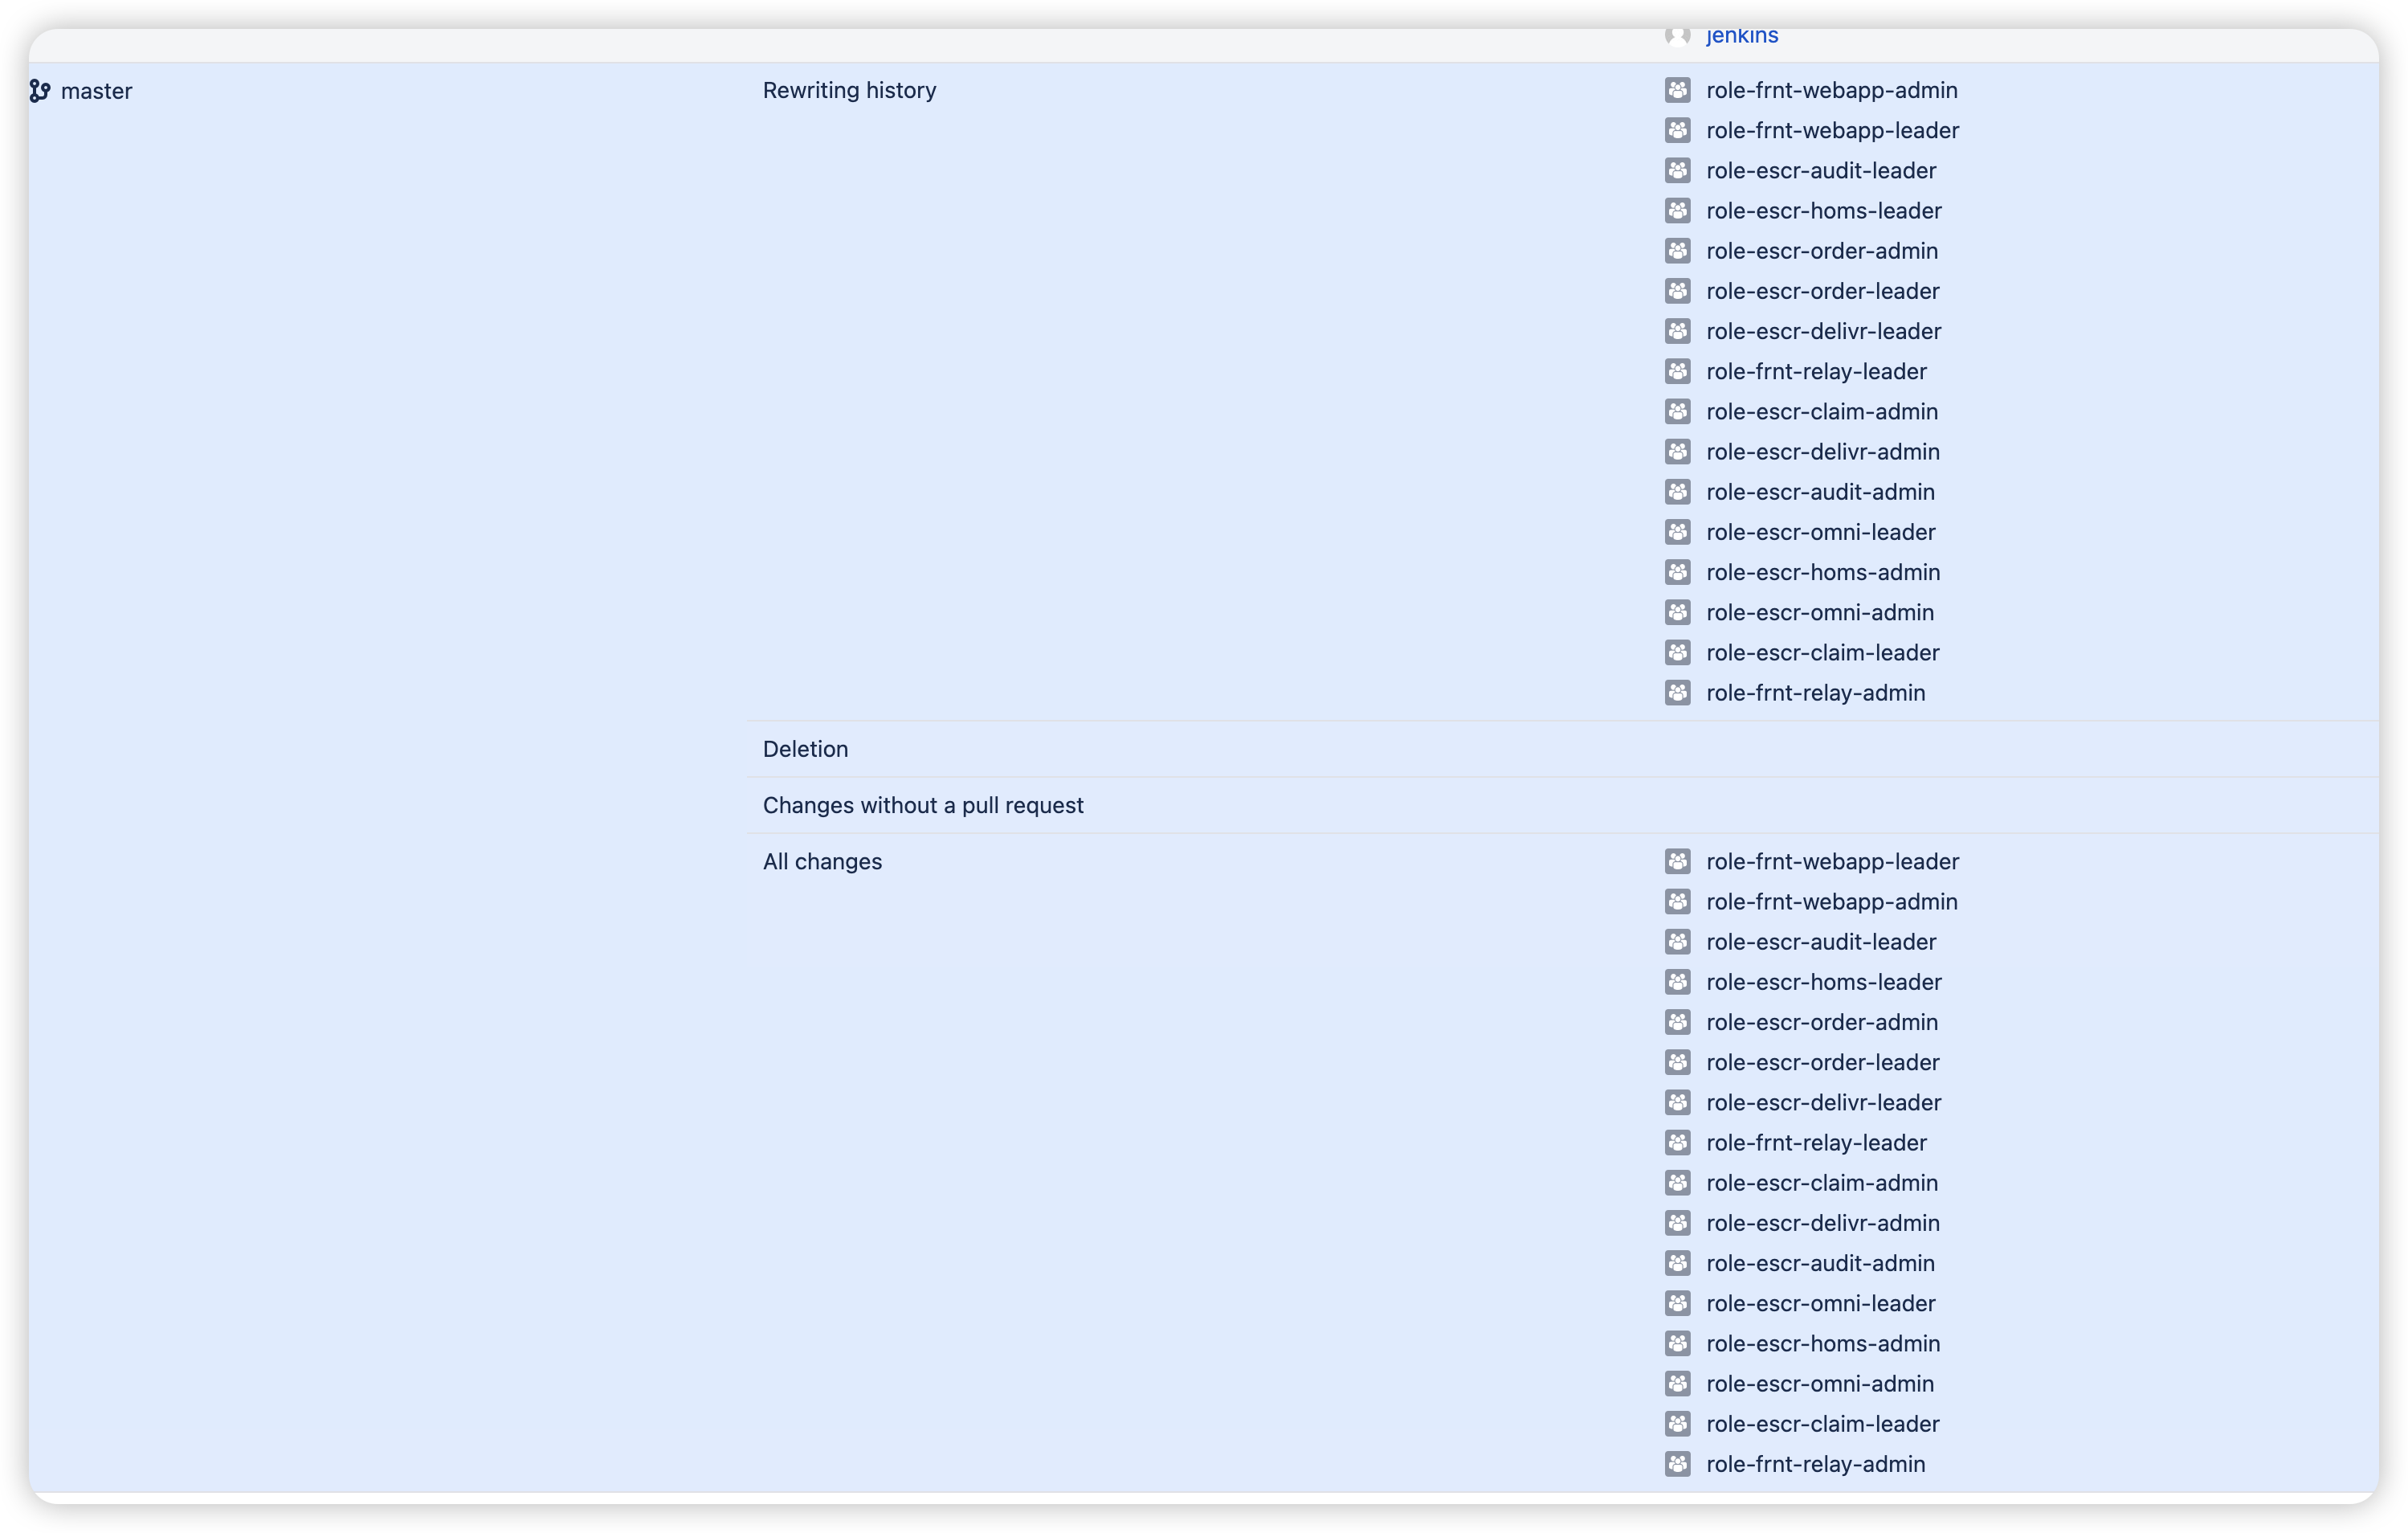 jenkins
master
Rewriting history
role-frnt-webapp-admin
role-frnt-webapp-leader
role-escr-audit-leader
role-escr-homs-leader
role-escr-order-admin
role-escr-order-leader
role-escr-delivr-leader
role-frnt-relay-leader
role-escr-claim-admin
role-escr-delivr-admin
role-escr-audit-admin
role-escr-omni-leader
role-escr-homs-admin
role-escr-omni-admin
role-escr-claim-leader
role-frnt-relay-admin
Deletion
Changes without a pull request
All changes
role-frnt-webapp-leader
role-frnt-webapp-admin
role-escr-audit-leader
role-escr-homs-leader
role-escr-order-admin
role-escr-order-leader
role-escr-delivr-leader
role-frnt-relay-leader
role-escr-claim-admin
role-escr-delivr-admin
role-escr-audit-admin
role-escr-omni-leader
role-escr-homs-admin
role-escr-omni-admin
role-escr-claim-leader
role-frnt-relay-admin